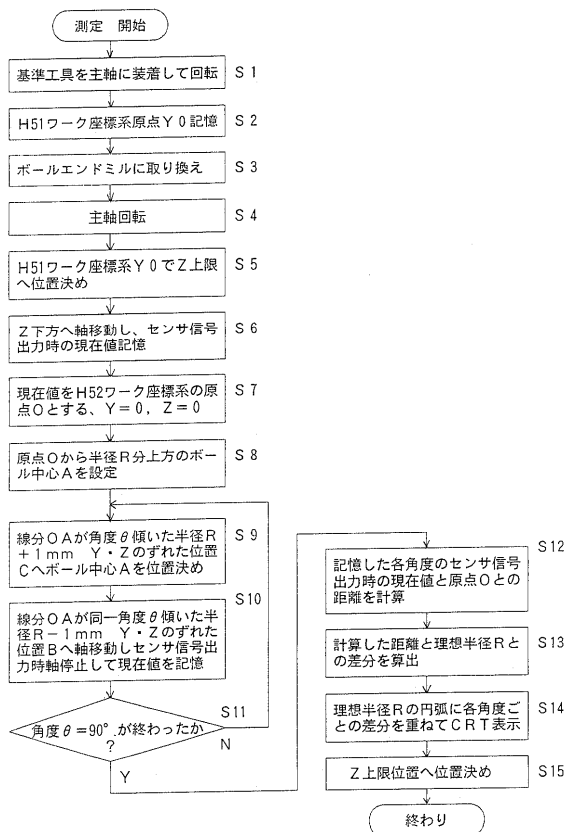 測定 開始
基準工具を主軸に装着して回転
S1
H51ワーク座標系原点Y0記憶
S2
ボールエンドミルに取り換え
S3
主軸回転
S4
H51ワーク座標系Y0でZ上限
へ位置決め
S5
Z下方へ軸移動し、センサ信号
出力時の現在値記憶
S6
現在値をH52ワーク座標系の原
点Oとする、Y=0，Z=0
S7
原点Oから半径R分上方のボー
ル中心Aを設定
S8
線分OAが角度θ傾いた半径R
+1mm Y・Zのずれた位置
Cへボール中心Aを位置決め
S9
線分OAが同一角度θ傾いた半
径R-1mm Y・Zのずれた
位置Bへ軸移動しセンサ信号出
力時軸停止して現在値を記憶
S10
角度θ=90°.が終わったか
?
S11
N
Y
記憶した各角度のセンサ信号
出力時の現在値と原点Oとの
距離を計算
S12
計算した距離と理想半径Rと
の差分を算出
S13
理想半径Rの円弧に各角度ご
との差分を重ねてCRT表示
S14
Z上限位置へ位置決め
S15
終わり